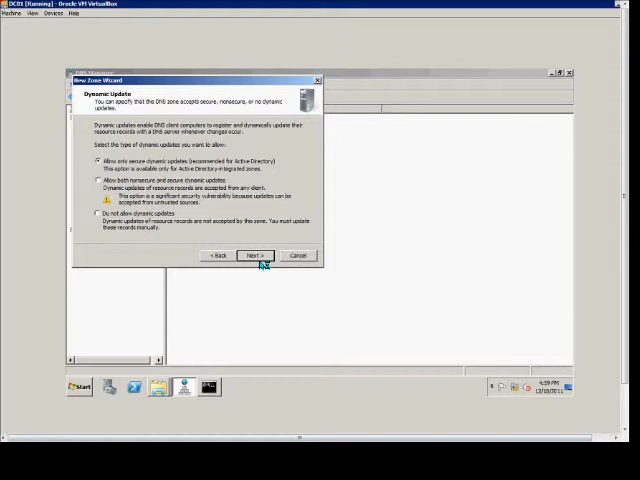 DC01 [Running] - Oracle VM VirtualBox
Machine View Devices Help
New Zone Wizard
Dynamic Update
You can specify that this DNS zone accepts secure, nonsecure, or no dynamic
updates.
Dynamic updates enable DNS client computers to register and dynamically update their
resource records with a DNS server whenever changes occur.
Select the type of dynamic updates you want to allow:
Allow only secure dynamic updates (recommended for Active Directory)
This option is available only for Active Directory-integrated zones.
Allow both nonsecure and secure dynamic updates
Dynamic updates of resource records are accepted from any client.
This option is a significant security vulnerability because updates can be
accepted from untrusted sources.
Do not allow dynamic updates
Dynamic updates of resource records are not accepted by this zone. You must update
these records manually.
< Back Next > Cancel
Start
4:59 PM
12/18/2011